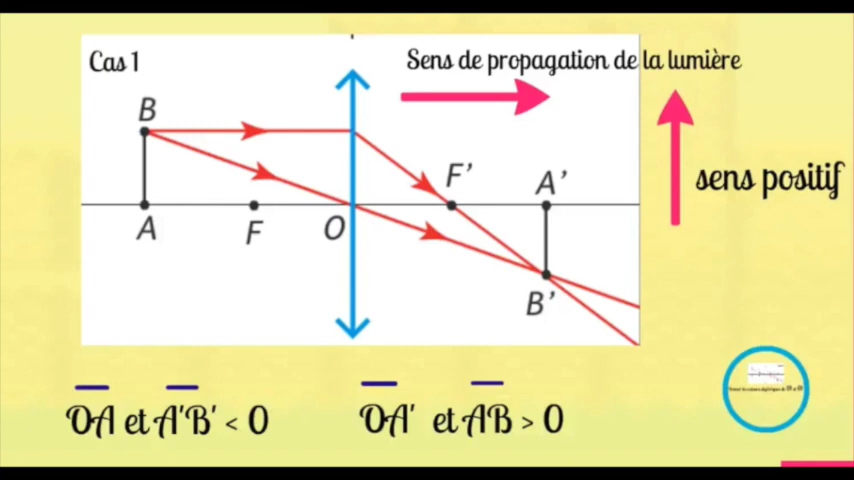 Cas 1
Sens de propagation de la lumière
B
F'
A'
sens positif
A
F
O
B'
OA et A'B' < 0
OA' et AB > 0